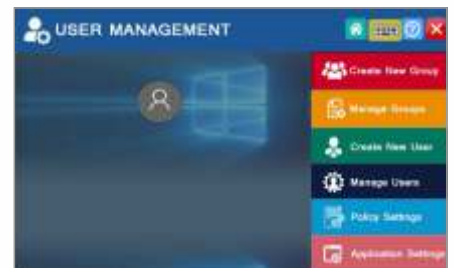 USER MANAGEMENT
Create New Group
Manage Groups
Create New User
Manage Users
Policy Settings
Application Settings